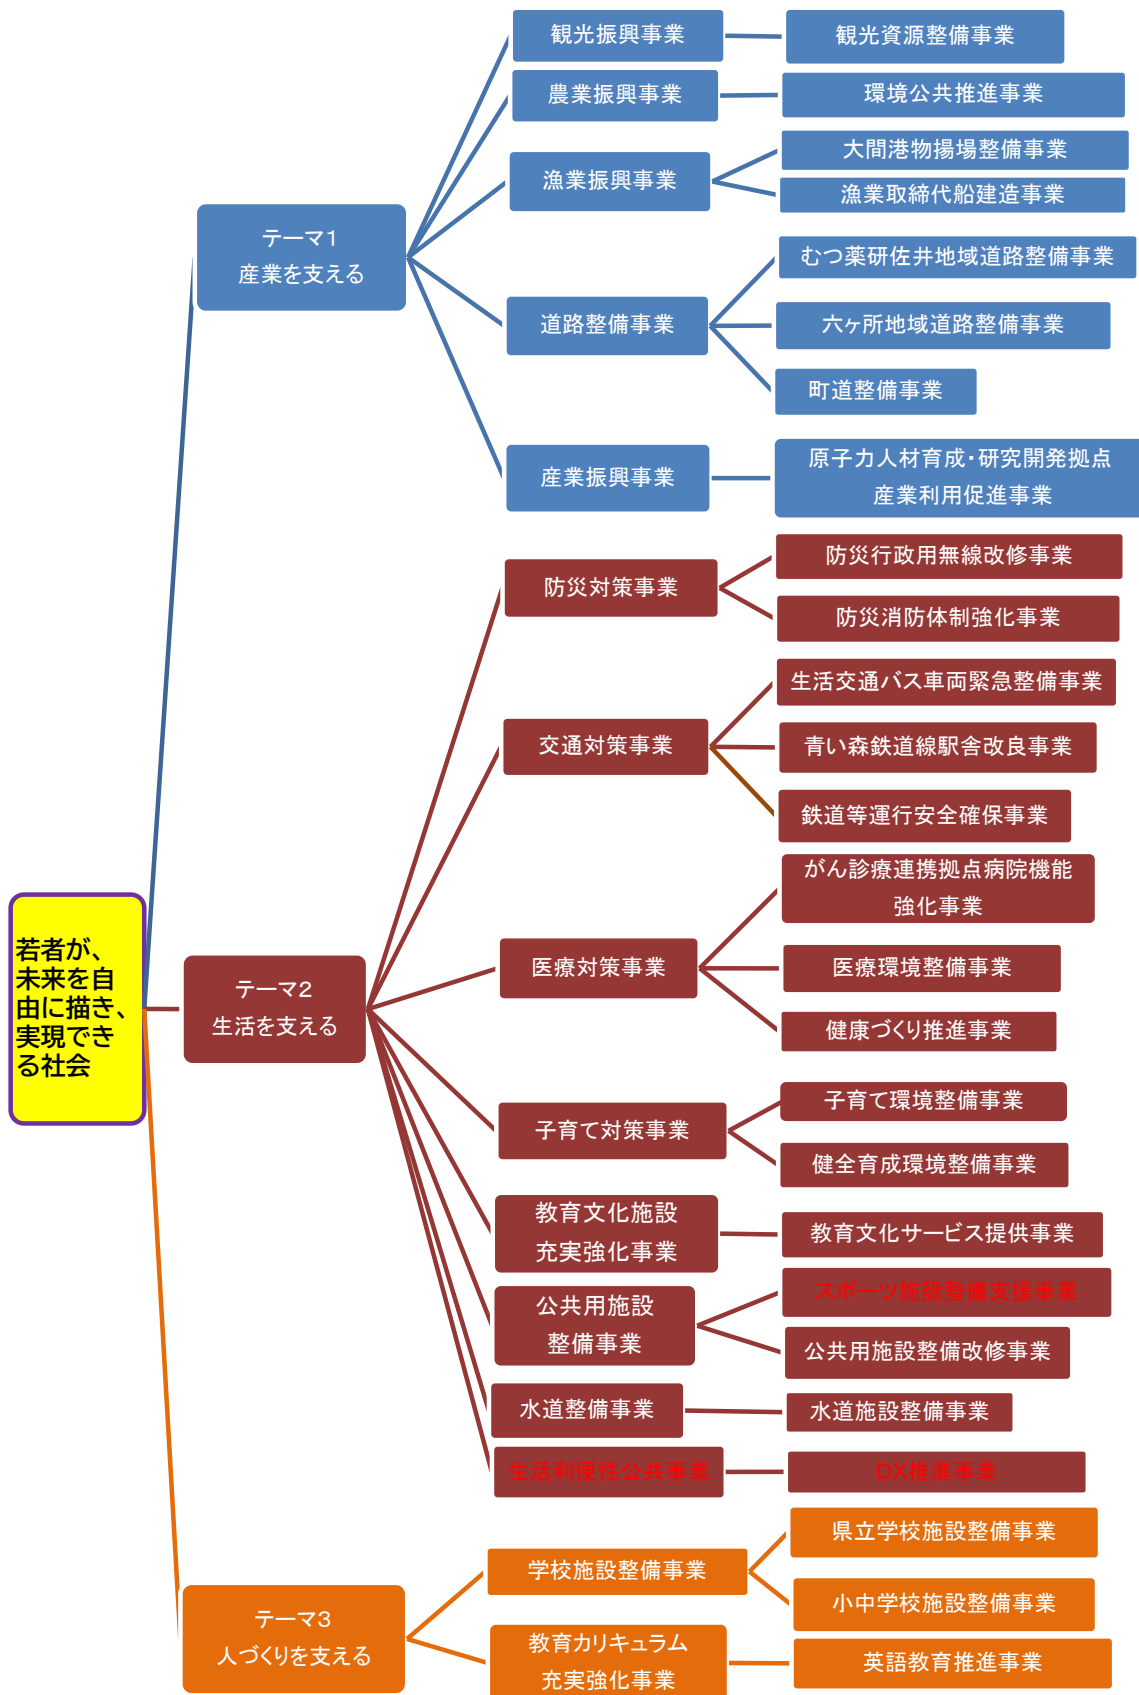 若者が、
未来を自
由に描き、
実現でき
る社会
テーマ1
産業を支える
観光振興事業
観光資源整備事業
農業振興事業
環境公共推進事業
漁業振興事業
大間港物揚場整備事業
漁業取締代船建造事業
道路整備事業
むつ薬研佐井地域道路整備事業
六ヶ所地域道路整備事業
町道整備事業
産業振興事業
原子力人材育成・研究開発拠点
産業利用促進事業
テーマ2
生活を支える
防災対策事業
防災行政用無線改修事業
防災消防体制強化事業
交通対策事業
生活交通バス車両緊急整備事業
青い森鉄道線駅舎改良事業
鉄道等運行安全確保事業
医療対策事業
がん診療連携拠点病院機能
強化事業
医療環境整備事業
健康づくり推進事業
子育て対策事業
子育て環境整備事業
健全育成環境整備事業
教育文化施設
充実強化事業
教育文化サービス提供事業
公共用施設
整備事業
スポーツ施設整備支援事業
公共用施設整備改修事業
水道整備事業
水道施設整備事業
生活利便性公共事業
DX推進事業
テーマ3
人づくりを支える
学校施設整備事業
県立学校施設整備事業
小中学校施設整備事業
教育カリキュラム
充実強化事業
英語教育推進事業